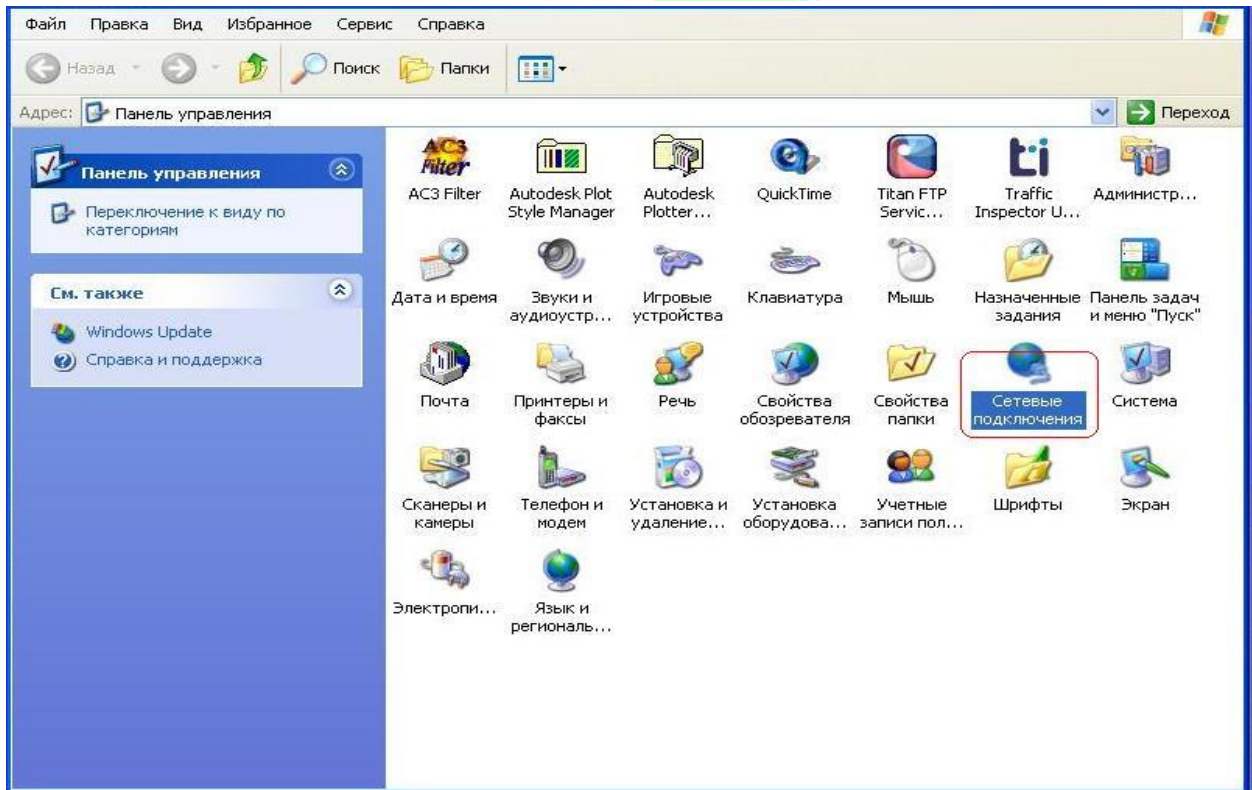 Файл Правка Вид Избранное Сервис Справка
Назад Поиск Папки
Адрес: Панель управления Переход
Панель управления
Переключение к виду по
категориям
См. также
Windows Update
Справка и поддержка
AC3 Filter
AC3 Filter
Autodesk Plot
Style Manager
Autodesk
Plotter...
QuickTime
Titan FTP
Servic...
Traffic
Inspector U...
Администр...
Дата и время
Звуки и
аудиоустр...
Игровые
устройства
Клавиатура
Мышь
Назначенные
задания
Панель задач
и меню "Пуск"
Почта
Принтеры и
факсы
Речь
Свойства
обозревателя
Свойства
папки
Сетевые
подключения
Система
Сканеры и
камеры
Телефон и
модем
Установка и
удаление...
Установка
оборудова...
Учетные
записи пол...
Шрифты
Экран
Электропи...
Язык и
региональ...